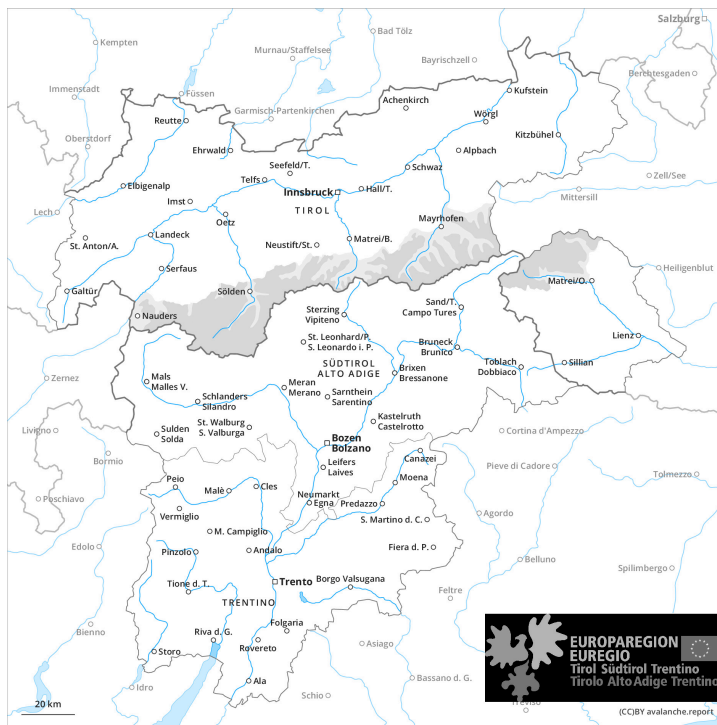 Salzburg
Kempten
Bad Tölz
Murnau/Staffelsee
Bayrischzell
Berchtesgaden
Immenstadt
Füssen
Achenkirch
Kufstein
Garmisch-Partenkirchen
Reutte
Wörgl
Oberstdorf
Kitzbühel
Ehrwald
Alpbach
Seefeld/T.
Schwaz
Zell/See
Telfs
Elbigenalp
Innsbruck
Hall/T.
Mittersill
Imst
TIROL
Lech
Oetz
Mayrhofen
St. Anton/A.
Landeck
Neustift/St.
Matrei/B.
Serfaus
Heiligenblut
Galtür
Sölden
Matrei/O.
Nauders
Sterzing
Vipiteno
Sand/T.
Campo Tures
St. Leonhard/P.
S. Leonardo i. P.
Lienz
Bruneck
Brunico
SÜDTIROL
ALTO ADIGE
Toblach
Dobbiaco
Sillian
Zernez
Mals
Malles V.
Meran
Merano
Brixen
Bressanone
Schlanders
Silandro
Sarnthein
Sarentino
St. Walburg
S. Valburga
Kastelruth
Castelrotto
Livigno
Sulden
Solda
Bozen
Bolzano
Cortina d'Ampezzo
Bormio
Leifers
Laives
Canazei
Pieve di Cadore
Tolmezzo
Peio
Malè
Cles
Moena
Poschiavo
Neumarkt
Egna
Predazzo
Vermiglio
S. Martino d. C.
Agordo
M. Campiglio
Edolo
Pinzolo
Andalo
Fiera d. P.
Belluno
Tione d. T.
Trento
Borgo Valsugana
Spilimbergo
Feltre
TRENTINO
Bienno
Folgaria
Riva d. G.
Rovereto
Asiago
Storo
Ala
Bassano d. G.
Idro
Schio
Treviso
EUROPAREGION
EUREGIO
Tirol Südtirol Trentino
Tirolo Alto Adige Trentino
20 km
(CC)BY avalanche.report